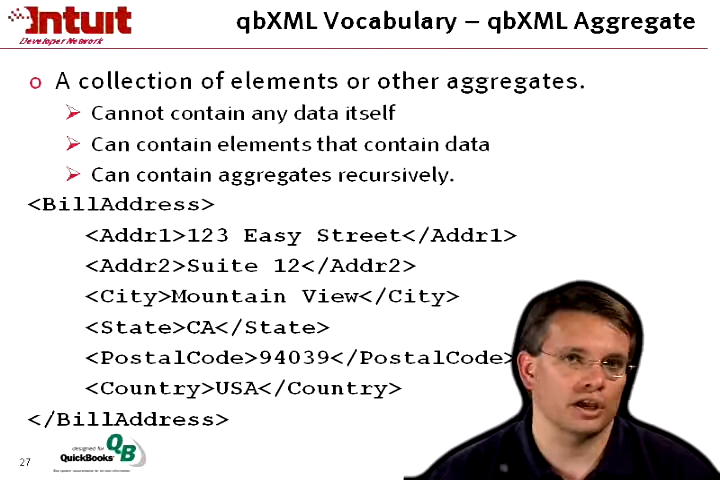 Intuit
Developer Network
qbXML Vocabulary – qbXML Aggregate
o A collection of elements or other aggregates.
Cannot contain any data itself
Can contain elements that contain data
Can contain aggregates recursively.
<BillAddress>
<Addr1>123 Easy Street</Addr1>
<Addr2>Suite 12</Addr2>
<City>Mountain View</City>
<State>CA</State>
<PostalCode>94039</PostalCode>
<Country>USA</Country>
</BillAddress>
27
designed for
QuickBooks
QB